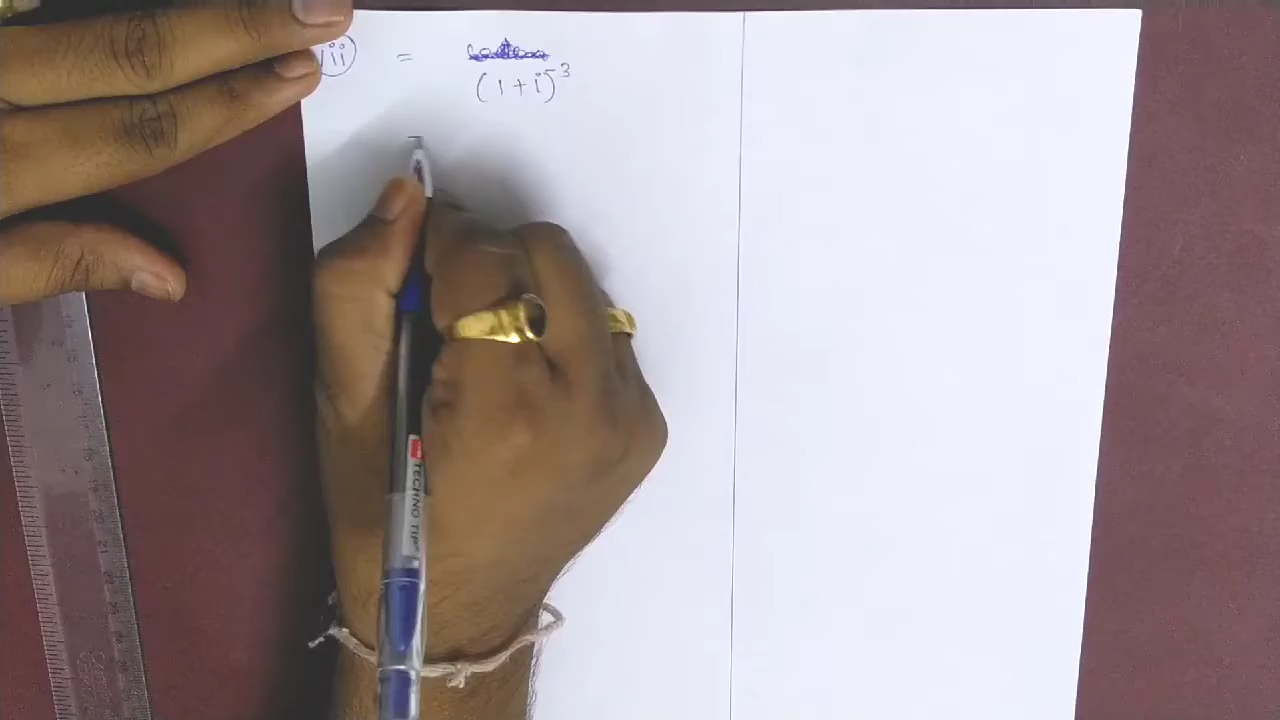 ii =
(1+i)⁻³
=
TECHNO TIP